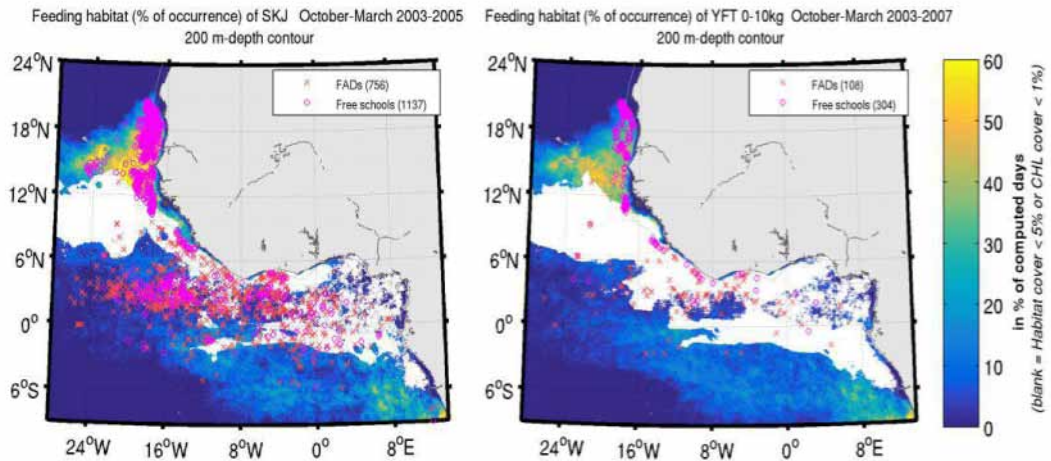 Feeding habitat (% of occurrence) of SKJ October-March 2003-2005
200 m-depth contour
24°N
18°N
12°N
6°N
0°
6°S
24°W
16°W
8°W
0°
8°E
FADs (756)
Free schools (1137)
Feeding habitat (% of occurrence) of YFT 0-10kg October-March 2003-2007
200 m-depth contour
24°N
18°N
12°N
6°N
0°
6°S
24°W
16°W
8°W
0°
8°E
FADs (108)
Free schools (304)
60
50
40
30
20
10
0
in % of computed days
(blank = Habitat cover < 5% or CHL cover < 1%)